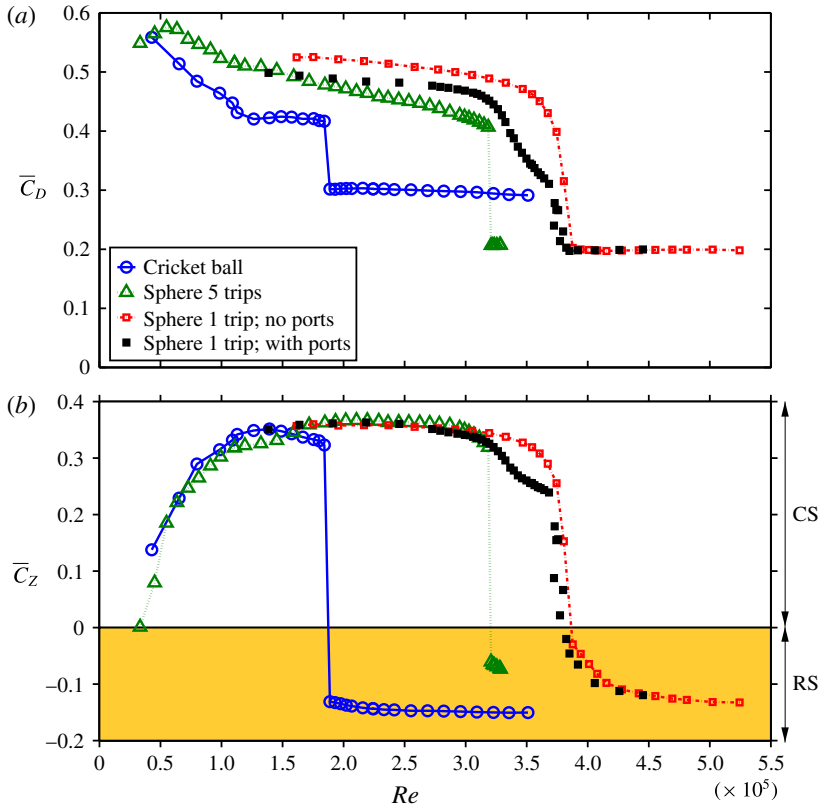 (a)
0.6
0.5
0.4
0.3
0.2
0.1
0
C̅_D
Cricket ball
Sphere 5 trips
Sphere 1 trip; no ports
Sphere 1 trip; with ports
(b)
0.4
0.3
0.2
0.1
0
−0.1
−0.2
C̅_Z
CS
RS
0 0.5 1.0 1.5 2.0 2.5 3.0 3.5 4.0 4.5 5.0 5.5
Re
(× 10⁵)